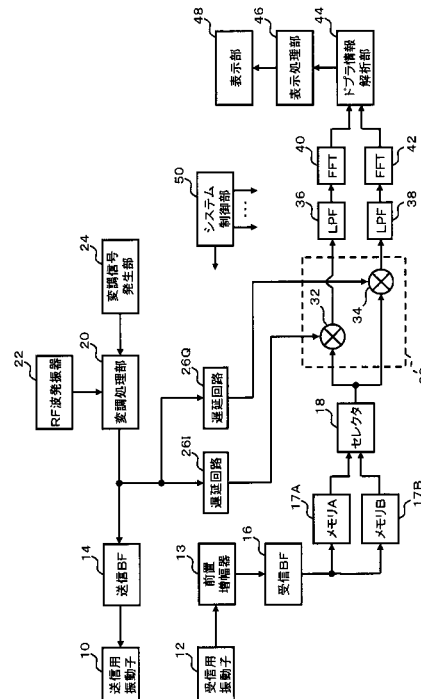 10
送信用
振動子
14
送信BF
20
変調処理部
22
RF波発振器
24
変調信号
発生部
12
受信用
振動子
13
前置
増幅器
16
受信BF
26I
遅延回路
26Q
遅延回路
17A
メモリA
17B
メモリB
18
セレクタ
32
34
50
システム
制御部
36
LPF
38
LPF
40
FFT
42
FFT
44
ドプラ情報
解析部
46
表示処理部
48
表示部